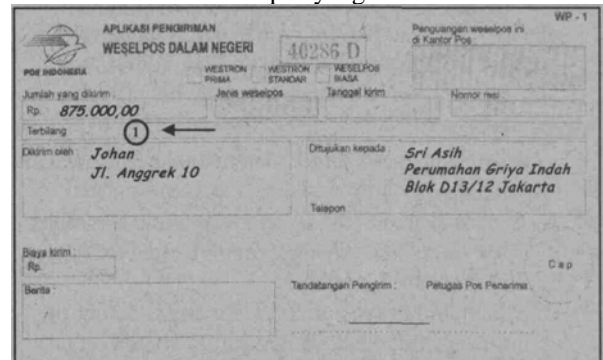 WP - 1
APLIKASI PENGIRIMAN
WESELPOS DALAM NEGERI
40286 D
Penguangan weselpos ini
di Kantor Pos :
POS INDONESIA
WESTRON
PRIMA
WESTRON
STANDAR
WESELPOS
BIASA
Jumlah yang dikirim :
Jenis weselpos
Tanggal kirim
Nomor resi
Rp. 875.000,00
Terbilang
1
Dikirim oleh Johan
Jl. Anggrek 10
Ditujukan kepada Sri Asih
Perumahan Griya Indah
Blok D13/12 Jakarta
Telepon
Biaya kirim :
Rp.
Cap
Berita :
Tandatangan Pengirim :
Petugas Pos Penerima :